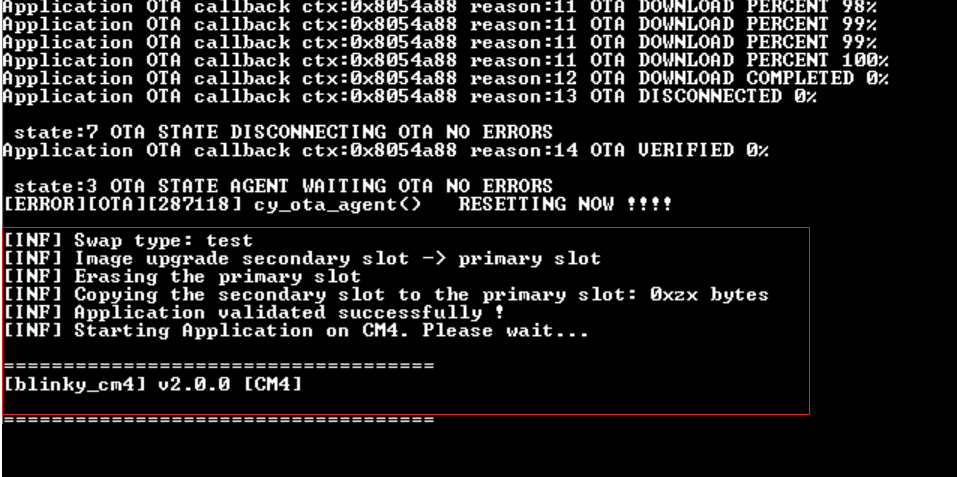 Application OTA callback ctx:0x8054a88 reason:11 OTA DOWNLOAD PERCENT 98%
Application OTA callback ctx:0x8054a88 reason:11 OTA DOWNLOAD PERCENT 99%
Application OTA callback ctx:0x8054a88 reason:11 OTA DOWNLOAD PERCENT 99%
Application OTA callback ctx:0x8054a88 reason:11 OTA DOWNLOAD PERCENT 100%
Application OTA callback ctx:0x8054a88 reason:12 OTA DOWNLOAD COMPLETED 0%
Application OTA callback ctx:0x8054a88 reason:13 OTA DISCONNECTED 0%
state:7 OTA STATE DISCONNECTING OTA NO ERRORS
Application OTA callback ctx:0x8054a88 reason:14 OTA VERIFIED 0%
state:3 OTA STATE AGENT WAITING OTA NO ERRORS
[ERROR][OTA][287118] cy_ota_agent()   RESETTING NOW !!!!
[INF] Swap type: test
[INF] Image upgrade secondary slot -> primary slot
[INF] Erasing the primary slot
[INF] Copying the secondary slot to the primary slot: 0xzx bytes
[INF] Application validated successfully !
[INF] Starting Application on CM4. Please wait...
====================================
[blinky_cm4] v2.0.0 [CM4]
====================================